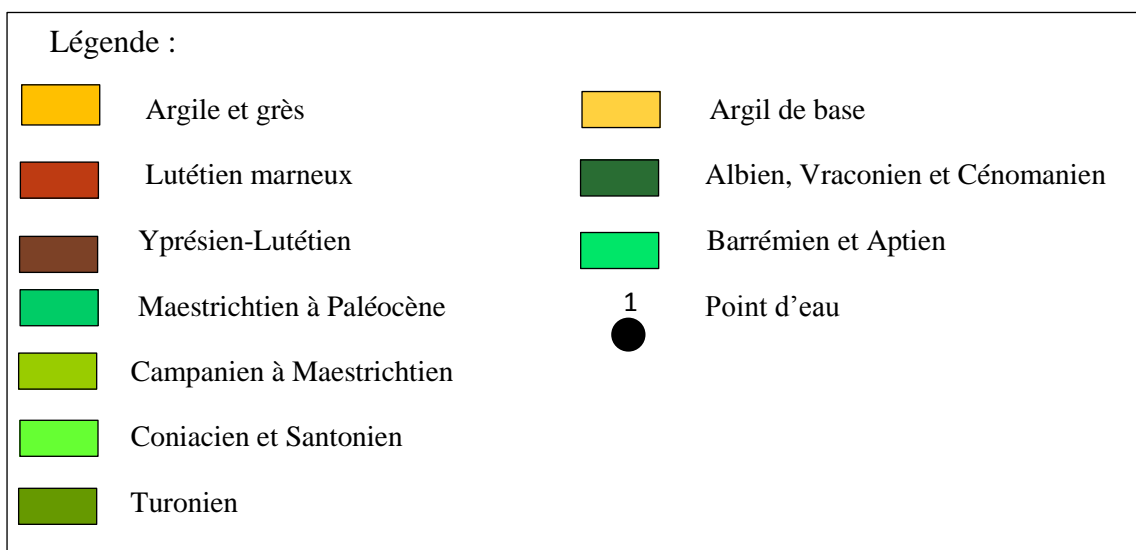 Légende :
Argile et grès
Lutétien marneux
Yprésien-Lutétien
Maestrichtien à Paléocène
Campanien à Maestrichtien
Coniacien et Santonien
Turonien
Argil de base
Albien, Vraconien et Cénomanien
Barrémien et Aptien
1
Point d'eau